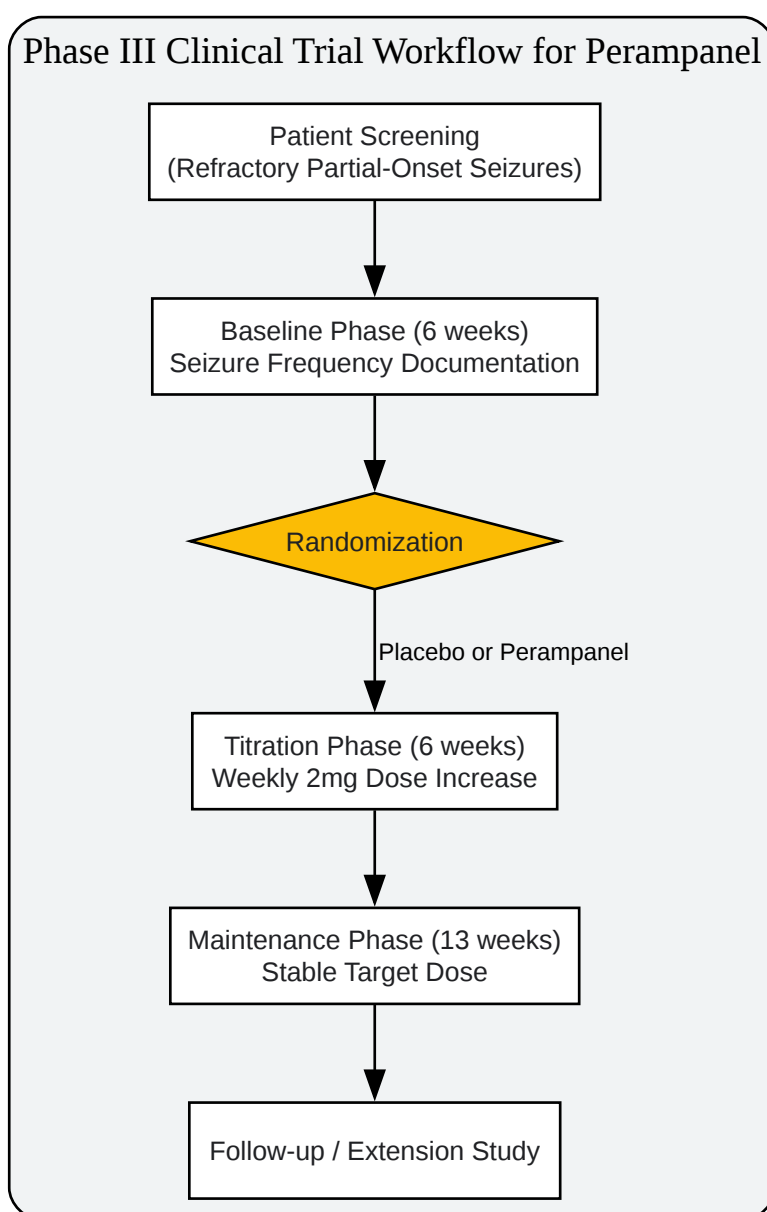 Phase III Clinical Trial Workflow for Perampanel
Patient Screening
(Refractory Partial-Onset Seizures)
Baseline Phase (6 weeks)
Seizure Frequency Documentation
Randomization
Placebo or Perampanel
Titration Phase (6 weeks)
Weekly 2mg Dose Increase
Maintenance Phase (13 weeks)
Stable Target Dose
Follow-up / Extension Study